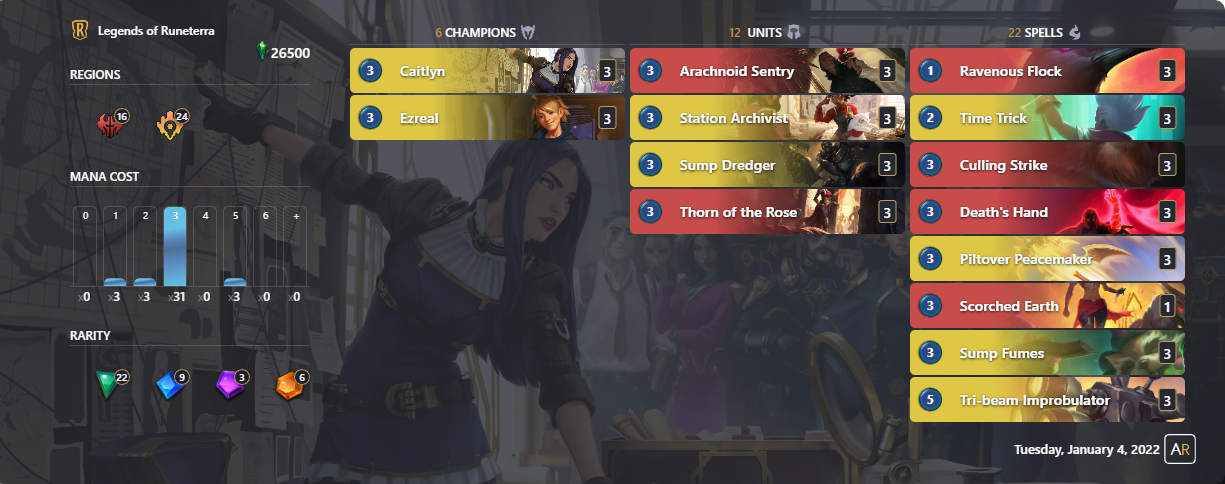 Legends of Runeterra
26500
REGIONS
16
24
MANA COST
0 1 2 3 4 5 6 +
x0 x3 x3 x31 x0 x3 x0 x0
RARITY
22 9 3 6
6 CHAMPIONS
3 Caitlyn 3
3 Ezreal 3
12 UNITS
3 Arachnoid Sentry 3
3 Station Archivist 3
3 Sump Dredger 3
3 Thorn of the Rose 3
22 SPELLS
1 Ravenous Flock 3
2 Time Trick 3
3 Culling Strike 3
3 Death's Hand 3
3 Piltover Peacemaker 3
3 Scorched Earth 1
3 Sump Fumes 3
5 Tri-beam Improbulator 3
Tuesday, January 4, 2022 AR